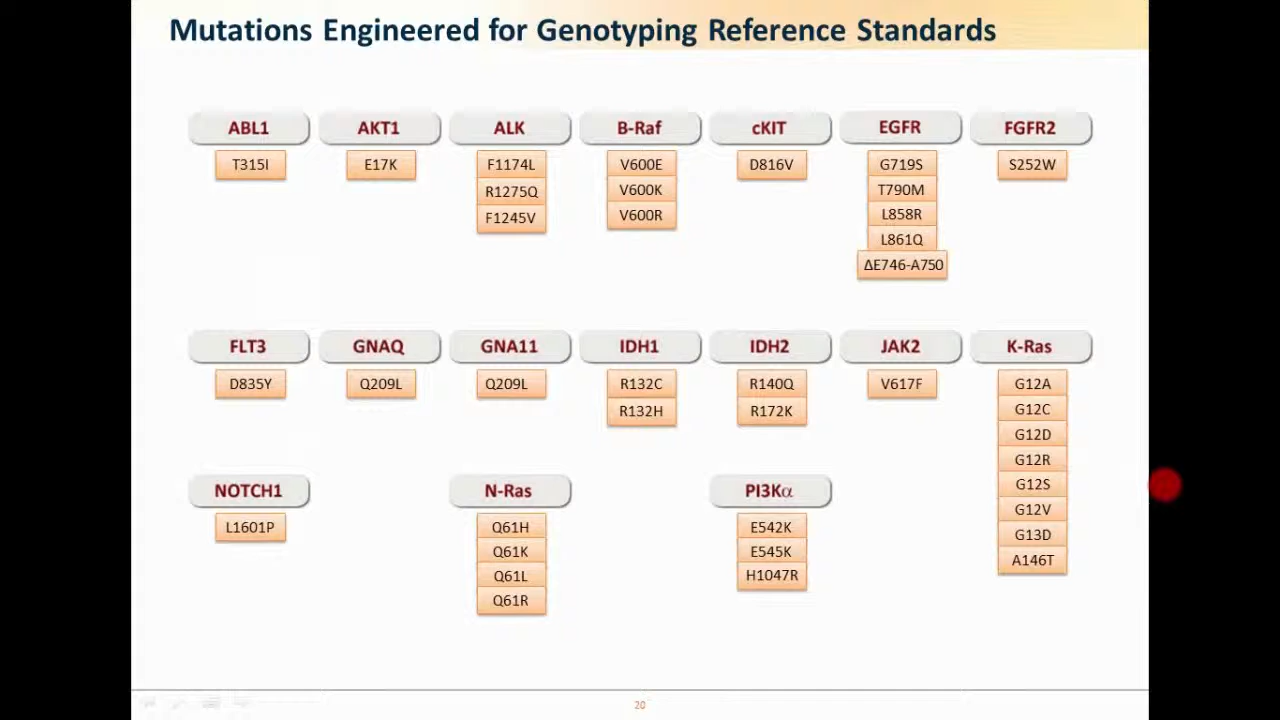 Mutations Engineered for Genotyping Reference Standards
ABL1
T315I
AKT1
E17K
ALK
F1174L
R1275Q
F1245V
B-Raf
V600E
V600K
V600R
cKIT
D816V
EGFR
G719S
T790M
L858R
L861Q
ΔE746-A750
FGFR2
S252W
FLT3
D835Y
GNAQ
Q209L
GNA11
Q209L
IDH1
R132C
R132H
IDH2
R140Q
R172K
JAK2
V617F
K-Ras
G12A
G12C
G12D
G12R
G12S
G12V
G13D
A146T
NOTCH1
L1601P
N-Ras
Q61H
Q61K
Q61L
Q61R
PI3Kα
E542K
E545K
H1047R
20